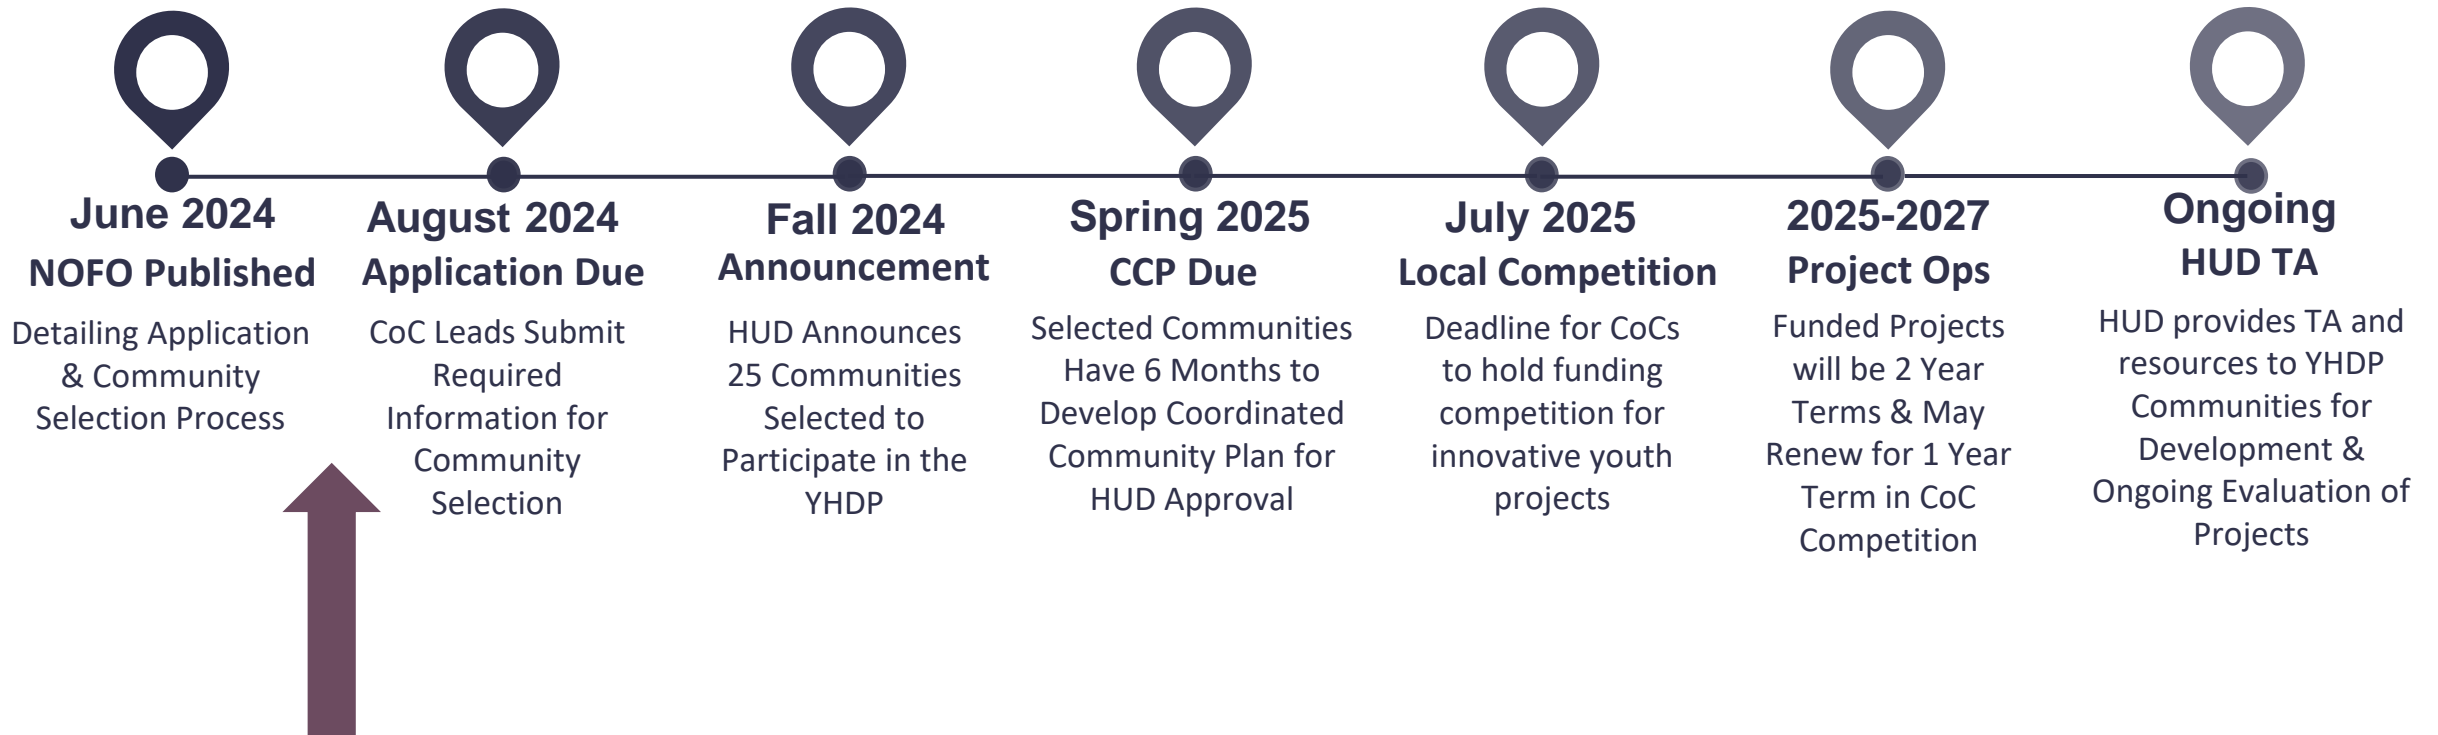 June 2024
NOFO Published
Detailing Application
& Community
Selection Process
August 2024
Application Due
CoC Leads Submit
Required
Information for
Community
Selection
Fall 2024
Announcement
HUD Announces
25 Communities
Selected to
Participate in the
YHDP
Spring 2025
CCP Due
Selected Communities
Have 6 Months to
Develop Coordinated
Community Plan for
HUD Approval
July 2025
Local Competition
Deadline for CoCs
to hold funding
competition for
innovative youth
projects
2025-2027
Project Ops
Funded Projects
will be 2 Year
Terms & May
Renew for 1 Year
Term in CoC
Competition
Ongoing
HUD TA
HUD provides TA and
resources to YHDP
Communities for
Development &
Ongoing Evaluation of
Projects